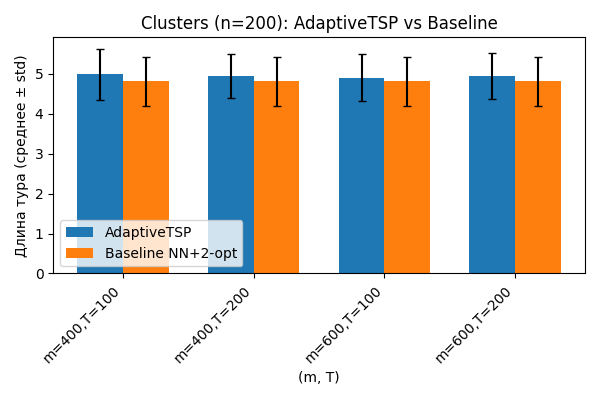 Clusters (n=200): AdaptiveTSP vs Baseline
Длина тура (среднее ± std)
5
4
3
2
1
0
AdaptiveTSP
Baseline NN+2-opt
m=400,T=100
m=400,T=200
m=600,T=100
m=600,T=200
(m, T)